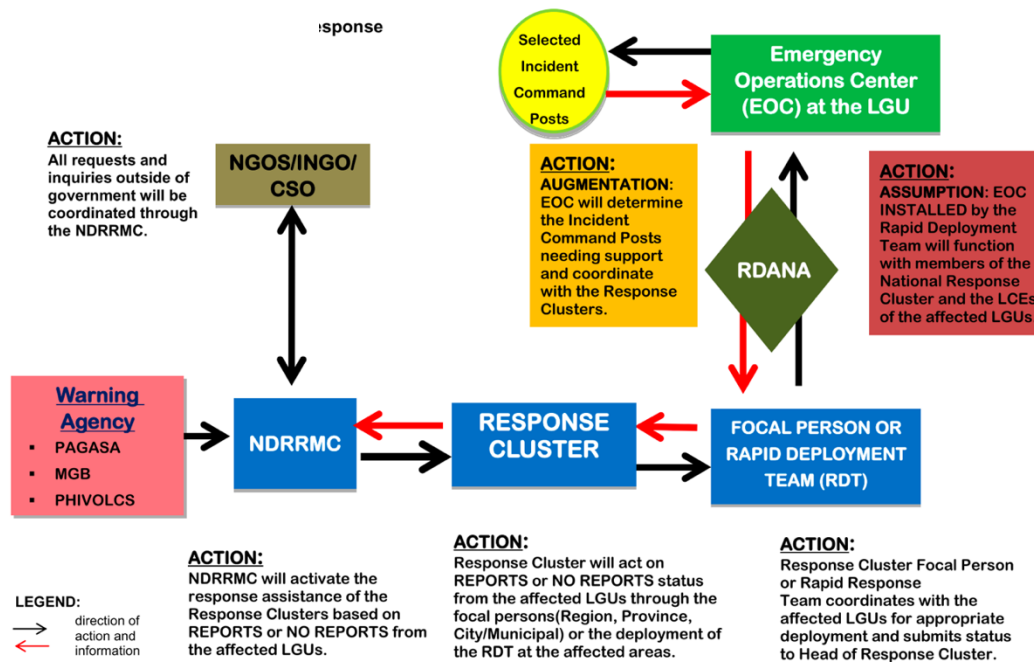 :esponse
Selected
Incident
Command
Posts
Emergency
Operations Center
(EOC) at the LGU
ACTION:
All requests and
inquiries outside of
government will be
coordinated through
the NDRRMC.
NGOS/INGO/
CSO
ACTION:
AUGMENTATION:
EOC will determine
the Incident
Command Posts
needing support
and coordinate
with the Response
Clusters.
RDANA
ACTION:
ASSUMPTION: EOC
INSTALLED by the
Rapid Deployment
Team will function
with members of the
National Response
Cluster and the LCEs
of the affected LGUs
Warning
Agency
▪ PAGASA
▪ MGB
▪ PHIVOLCS
NDRRMC
RESPONSE
CLUSTER
FOCAL PERSON OR
RAPID DEPLOYMENT
TEAM (RDT)
ACTION:
NDRRMC will activate the
response assistance of the
Response Clusters based on
REPORTS or NO REPORTS from
the affected LGUs.
ACTION:
Response Cluster will act on
REPORTS or NO REPORTS status
from the affected LGUs through the
focal persons(Region, Province,
City/Municipal) or the deployment of
the RDT at the affected areas.
ACTION:
Response Cluster Focal Person
or Rapid Response
Team coordinates with the
affected LGUs for appropriate
deployment and submits status
to Head of Response Cluster.
LEGEND:
direction of
action and
information